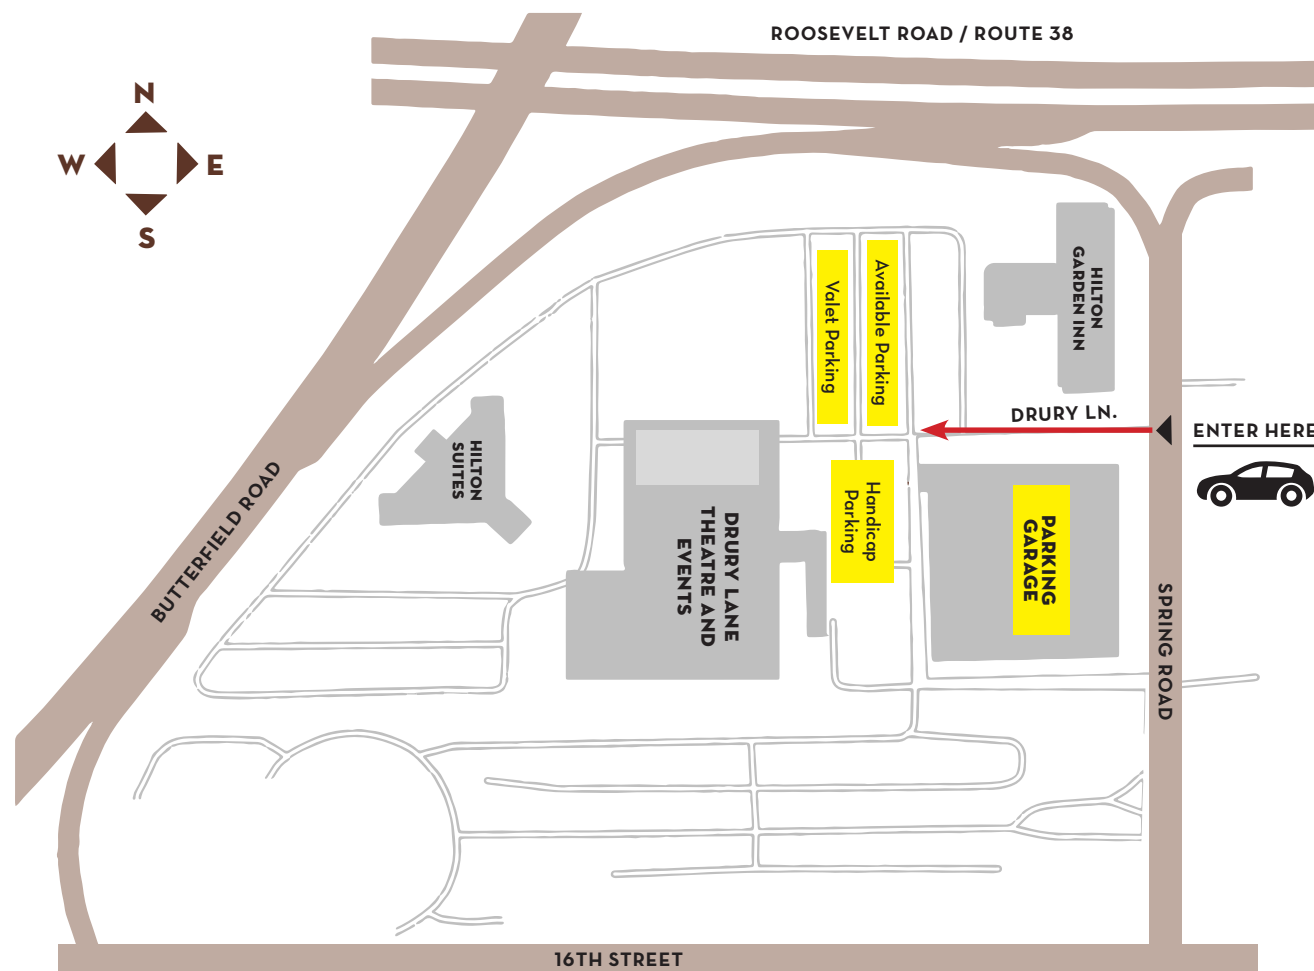 ROOSEVELT ROAD / ROUTE 38
N
W E
S
HILTON
GARDEN INN
Available Parking
Valet Parking
DRURY LN.
ENTER HERE
HILTON
SUITES
BUTTERFIELD ROAD
DRURY LANE
THEATRE AND
EVENTS
Handicap
Parking
PARKING
GARAGE
SPRING ROAD
16TH STREET